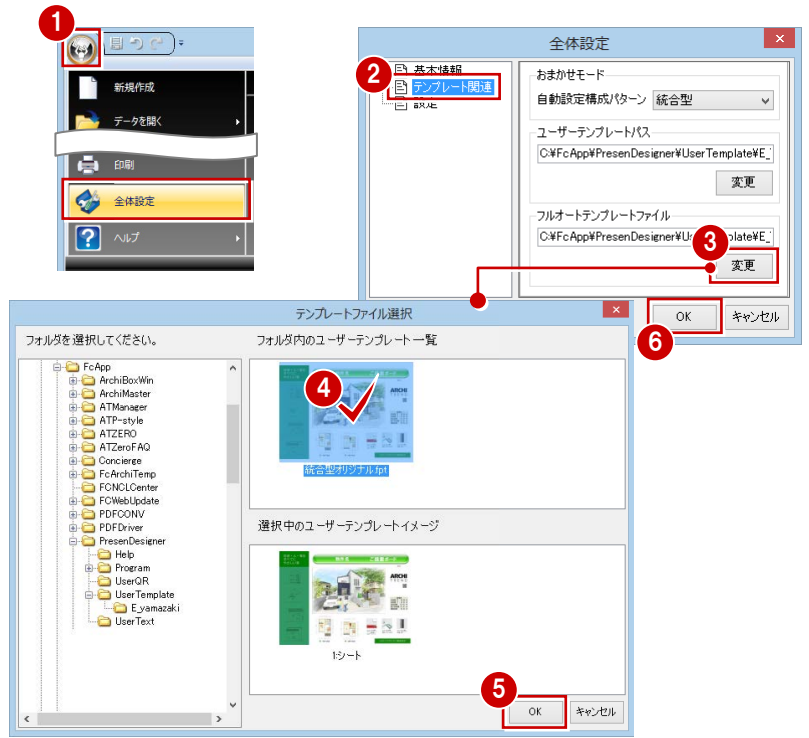 1
新規作成
データを開く
印刷
全体設定
ヘルプ
全体設定
2
基本情報
テンプレート関連
設定
おまかせモード
自動設定構成パターン 統合型
ユーザーテンプレートパス
C:¥FcApp¥PresenDesigner¥UserTemplate¥E_
変更
フルオートテンプレートファイル
3
変更
OK
キャンセル
6
テンプレートファイル選択
フォルダを選択してください。
FcApp
ArchiBoxWin
ArchiMaster
ATManager
ATP-style
ATZERO
ATZeroFAQ
Concierge
FcArchiTemp
FCNCLCenter
FCWebUpdate
PDFCONV
PDFDriver
PresenDesigner
Help
Program
UserQR
UserTemplate
E_yamazaki
UserText
フォルダ内のユーザーテンプレート一覧
4
ARCHI
統合型オリジナル.fpt
選択中のユーザーテンプレートイメージ
ARCHI
1:シート
5
OK
キャンセル